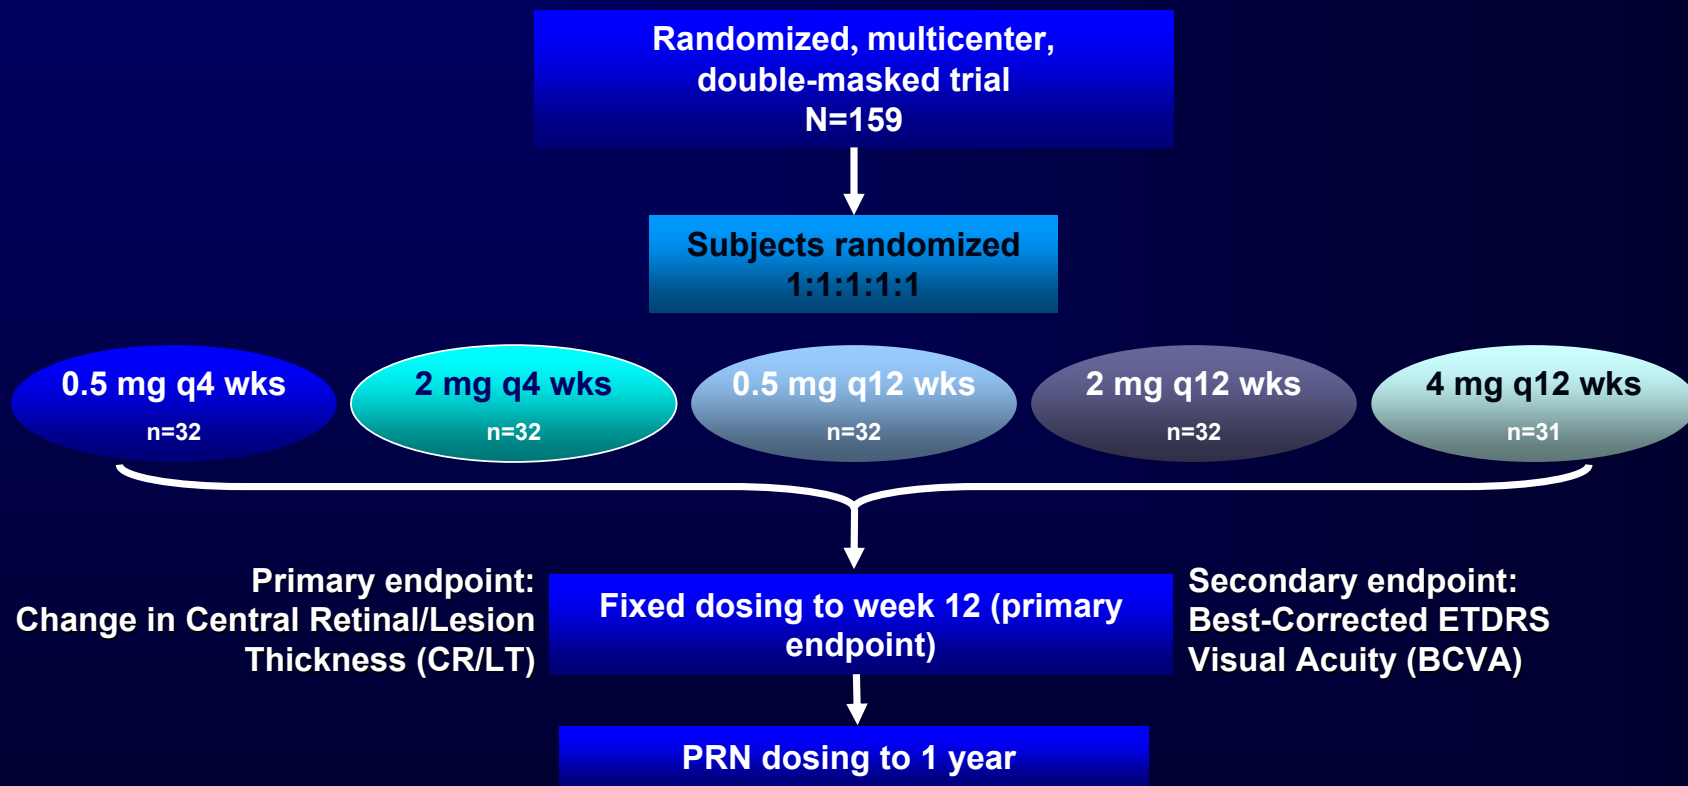 Randomized, multicenter,
double-masked trial
N=159
Subjects randomized
1:1:1:1:1
0.5 mg q4 wks
n=32
2 mg q4 wks
n=32
0.5 mg q12 wks
n=32
2 mg q12 wks
n=32
4 mg q12 wks
n=31
Primary endpoint:
Change in Central Retinal/Lesion
Thickness (CR/LT)
Fixed dosing to week 12 (primary
endpoint)
Secondary endpoint:
Best-Corrected ETDRS
Visual Acuity (BCVA)
PRN dosing to 1 year